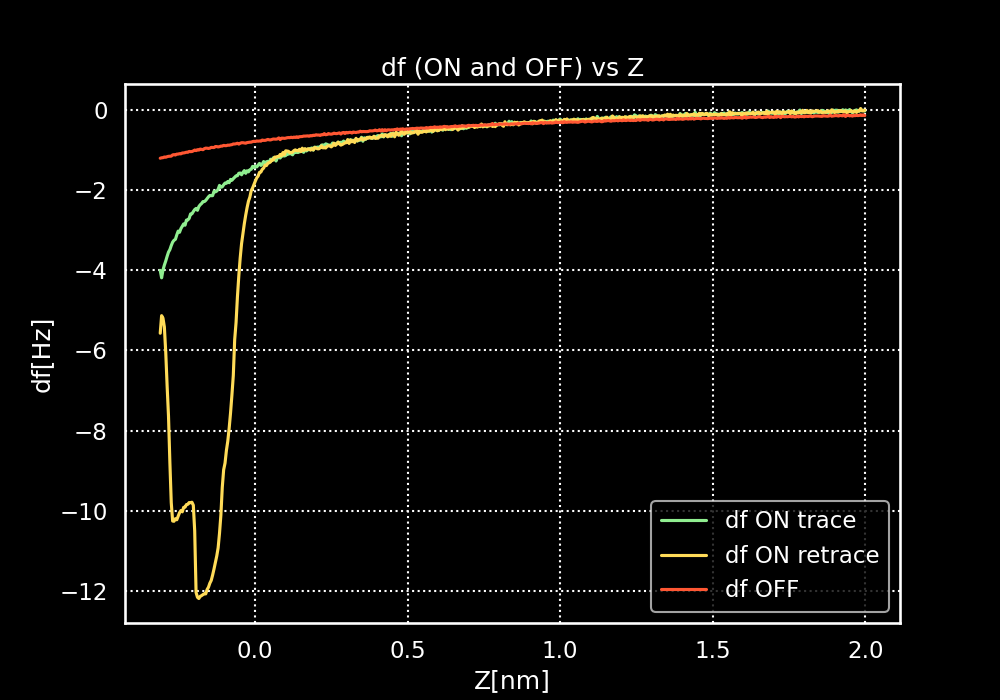 df (ON and OFF) vs Z
0
−2
−4
−6
−8
−10
−12
df[Hz]
df ON trace
df ON retrace
df OFF
0.0 0.5 1.0 1.5 2.0
Z[nm]